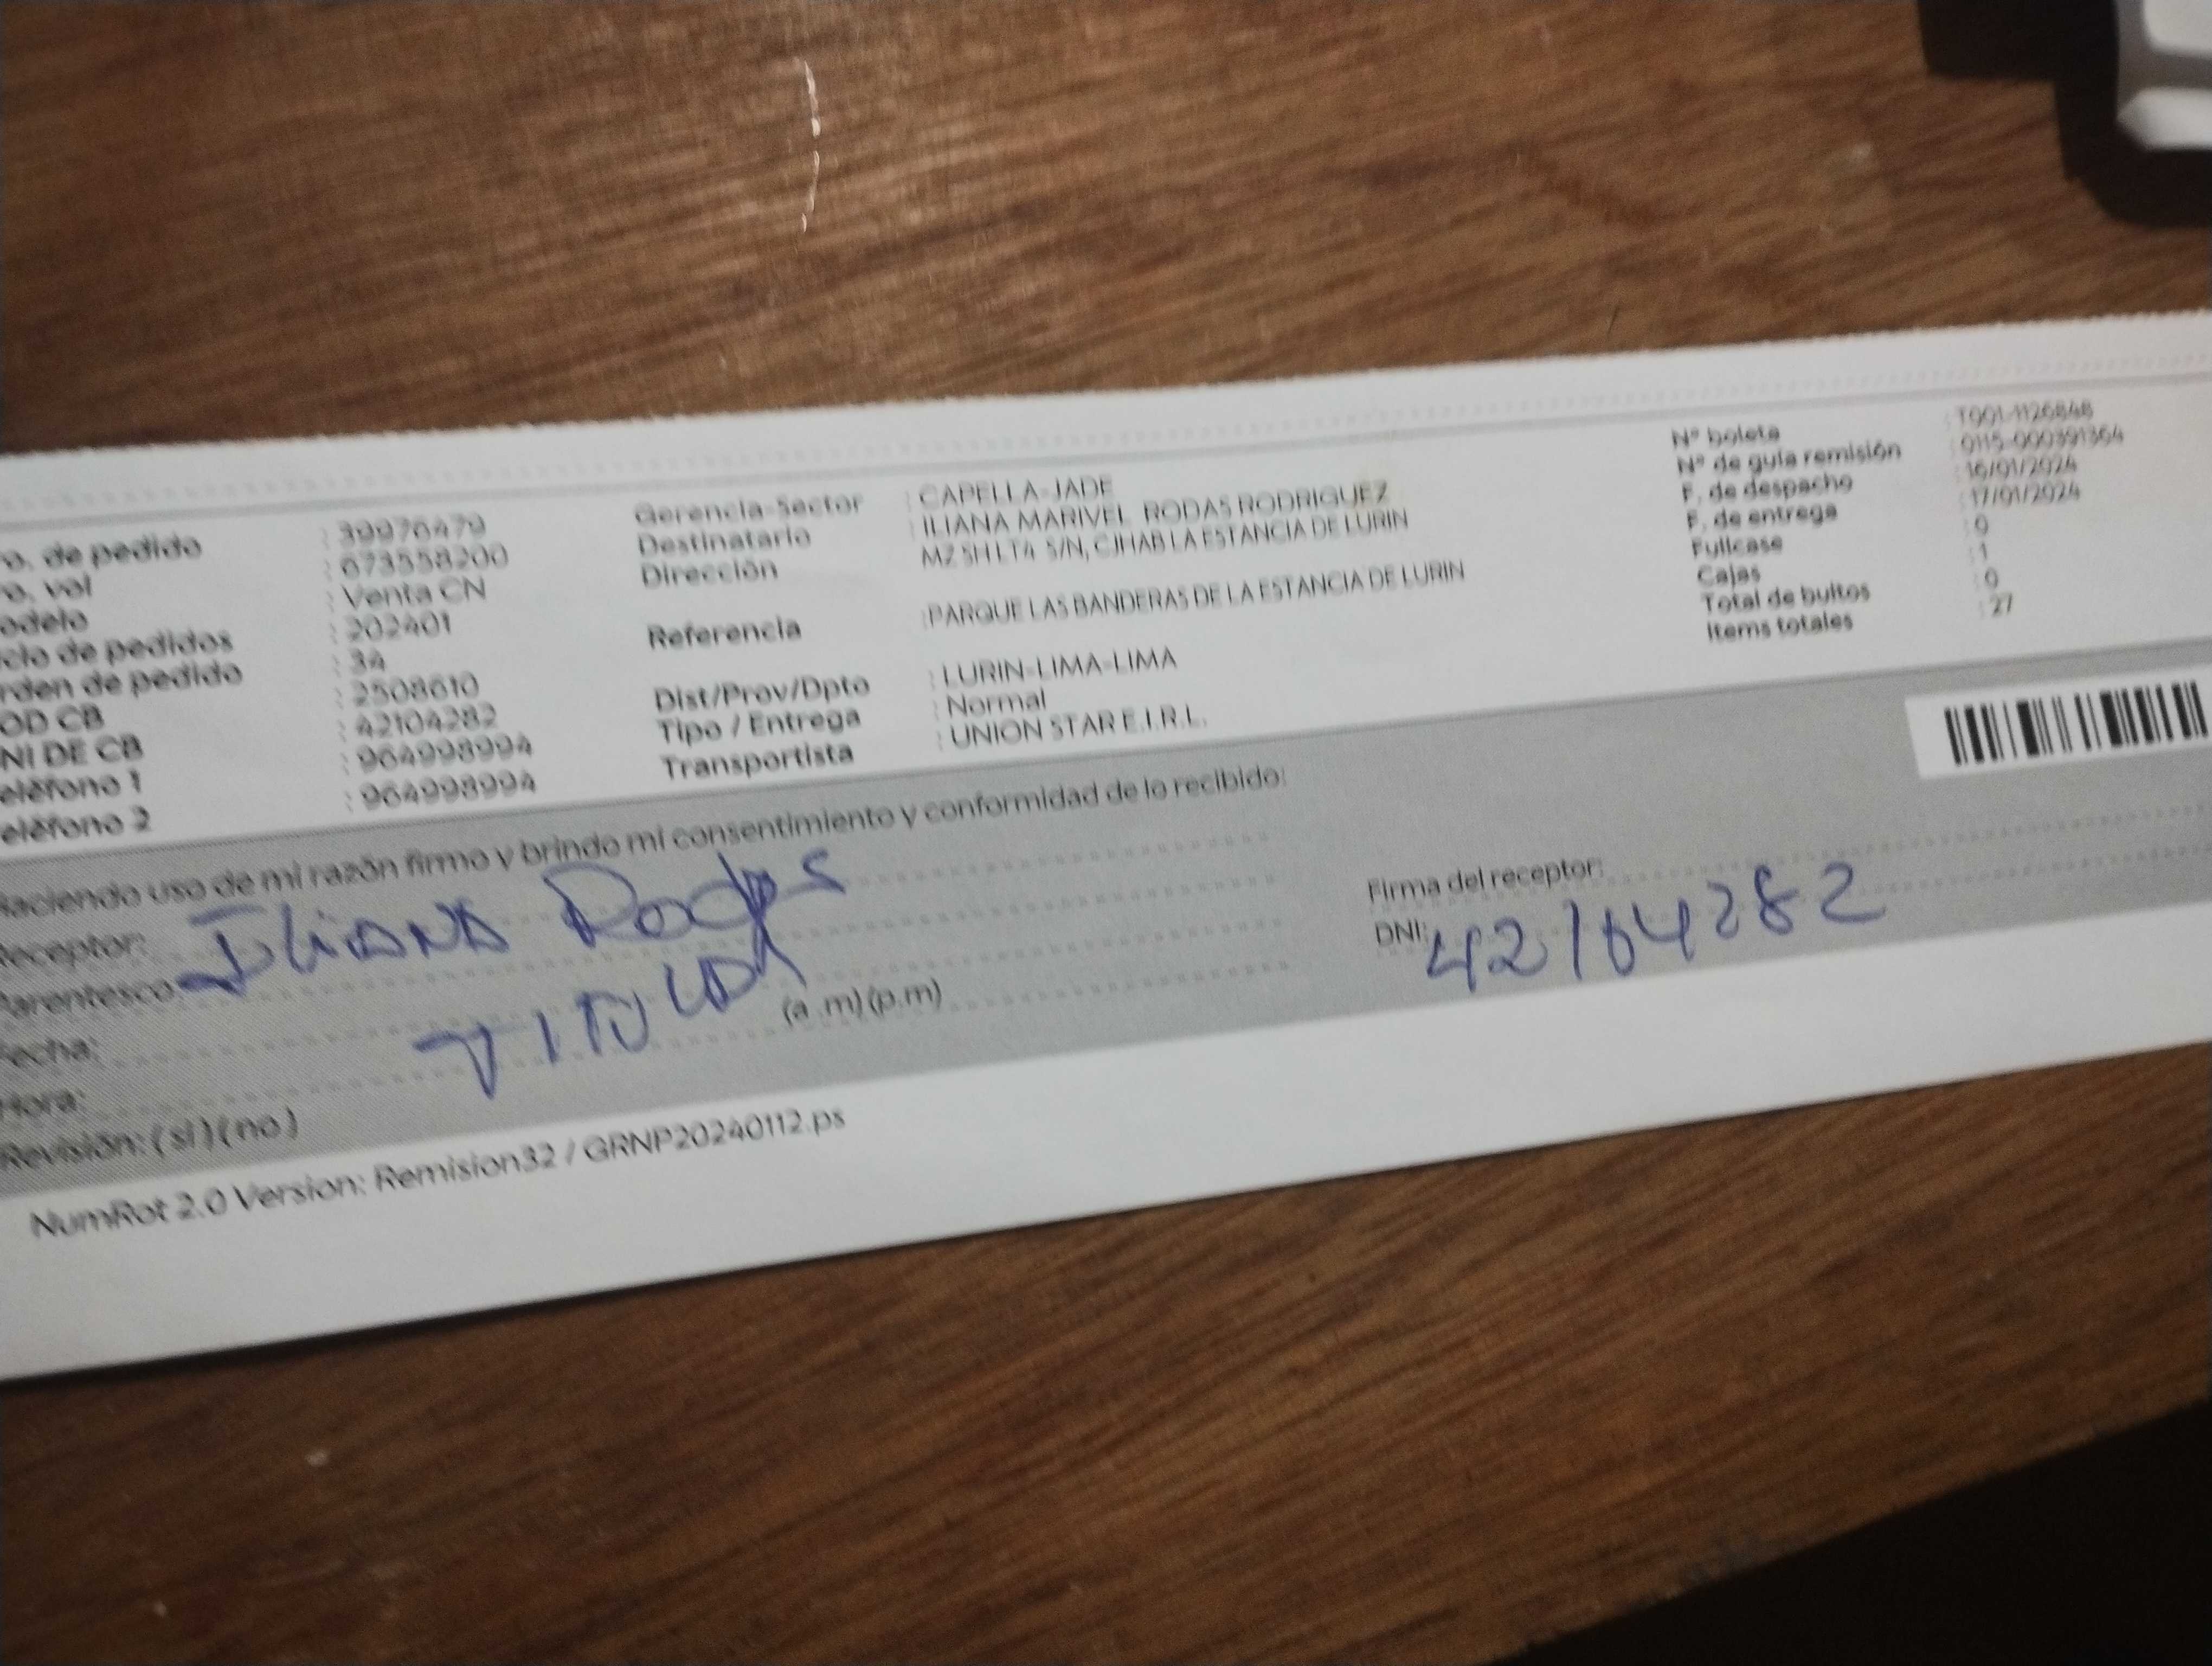 o. de pedido : 39976479
o. vol : 673558200
odelo : Venta CN
clo de pedidos : 202401
rden de pedido : 34
OD CB : 2508610
NI DE CB : 42104282
eléfono 1 : 964998994
eléfono 2 : 964998994
Gerencia-Sector : CAPELLA-JADE
Destinatario : ILIANA MARIVEL RODAS RODRIGUEZ
Dirección MZ 5H LT4 S/N, CJHAB LA ESTANCIA DE LURIN
Referencia : PARQUE LAS BANDERAS DE LA ESTANCIA DE LURIN
Dist/Prov/Dpto : LURIN-LIMA-LIMA
Tipo / Entrega : Normal
Transportista : UNION STAR E.I.R.L.
Nº boleta : T001-1126848
Nº de guía remisión : 0115-000391364
F. de despacho : 16/01/2024
F. de entrega : 17/01/2024
Fullcase : 0
Cajas : 1
Total de bultos : 0
Items totales : 27
Haciendo uso de mi razón firmo y brindo mi consentimiento y conformidad de lo recibido:
Receptor: Iliana Rodas
Parentesco TITULAR
Fecha:
Hora: (a .m) (p.m)
Revisión: ( si ) ( no )
Firma del receptor:
DNI: 42104282
NumRot 2.0 Version: Remision32 / GRNP20240112.ps